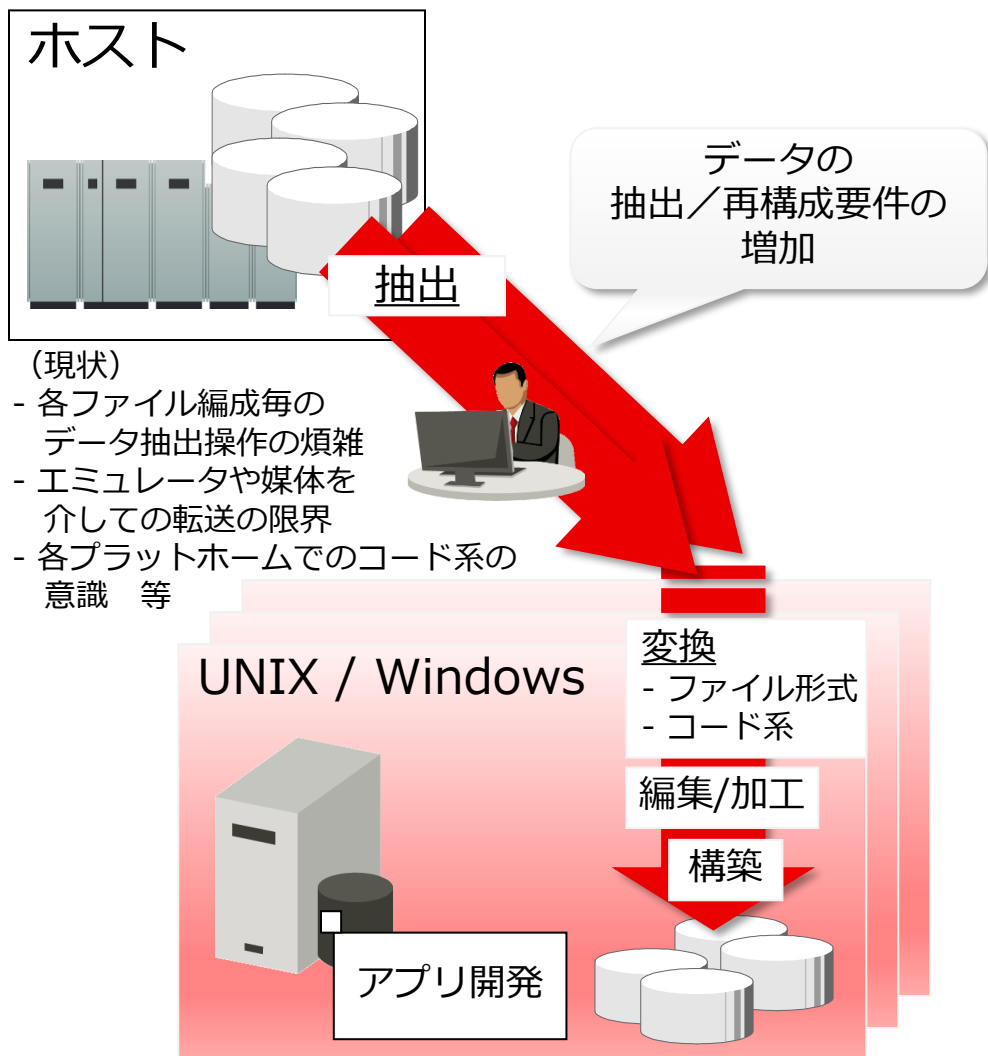 ホスト
データの
抽出／再構成要件の
増加
抽出
（現状）
- 各ファイル編成毎の
データ抽出操作の煩雑
- エミュレータや媒体を
介しての転送の限界
- 各プラットホームでのコード系の
意識　等
UNIX / Windows
変換
- ファイル形式
- コード系
編集/加工
構築
アプリ開発